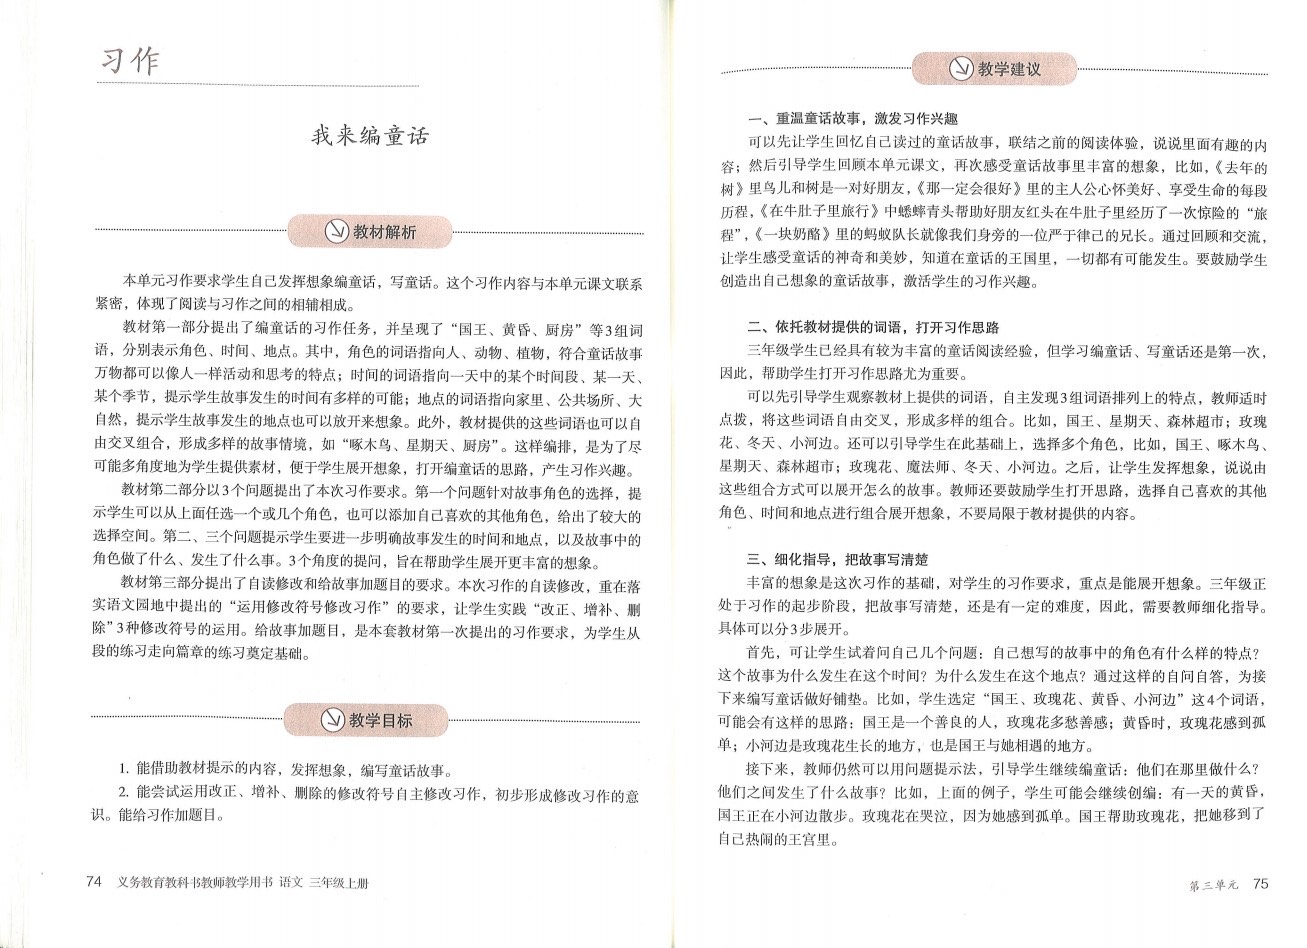 习作
我来编童话
教材解析
本单元习作要求学生自己发挥想象编童话，写童话。这个习作内容与本单元课文联系
紧密，体现了阅读与习作之间的相辅相成。
教材第一部分提出了编童话的习作任务，并呈现了“国王、黄昏、厨房”等3组词
语，分别表示角色、时间、地点。其中，角色的词语指向人、动物、植物，符合童话故事
万物都可以像人一样活动和思考的特点；时间的词语指向一天中的某个时间段、某一天、
某个季节，提示学生故事发生的时间有多样的可能；地点的词语指向家里、公共场所、大
自然，提示学生故事发生的地点也可以放开来想象。此外，教材提供的这些词语也可以自
由交叉组合，形成多样的故事情境，如“啄木鸟、星期天、厨房”。这样编排，是为了尽
可能多角度地为学生提供素材，便于学生展开想象，打开编童话的思路，产生习作兴趣。
教材第二部分以3个问题提出了本次习作要求。第一个问题针对故事角色的选择，提
示学生可以从上面任选一个或几个角色，也可以添加自己喜欢的其他角色，给出了较大的
选择空间。第二、三个问题提示学生要进一步明确故事发生的时间和地点，以及故事中的
角色做了什么、发生了什么事。3个角度的提问，旨在帮助学生展开更丰富的想象。
教材第三部分提出了自读修改和给故事加题目的要求。本次习作的自读修改，重在落
实语文园地中提出的“运用修改符号修改习作”的要求，让学生实践“改正、增补、删
除”3种修改符号的运用。给故事加题目，是本套教材第一次提出的习作要求，为学生从
段的练习走向篇章的练习奠定基础。
教学目标
1. 能借助教材提示的内容，发挥想象，编写童话故事。
2. 能尝试运用改正、增补、删除的修改符号自主修改习作，初步形成修改习作的意
识。能给习作加题目。
74 义务教育教科书教师教学用书 语文 三年级上册
教学建议
一、重温童话故事，激发习作兴趣
可以先让学生回忆自己读过的童话故事，联结之前的阅读体验，说说里面有趣的内
容；然后引导学生回顾本单元课文，再次感受童话故事里丰富的想象，比如，《去年的
树》里鸟儿和树是一对好朋友，《那一定会很好》里的主人公心怀美好、享受生命的每段
历程，《在牛肚子里旅行》中蟋蟀青头帮助好朋友红头在牛肚子里经历了一次惊险的“旅
程”，《一块奶酪》里的蚂蚁队长就像我们身旁的一位严于律己的兄长。通过回顾和交流，
让学生感受童话的神奇和美妙，知道在童话的王国里，一切都有可能发生。要鼓励学生
创造出自己想象的童话故事，激活学生的习作兴趣。
二、依托教材提供的词语，打开习作思路
三年级学生已经具有较为丰富的童话阅读经验，但学习编童话、写童话还是第一次，
因此，帮助学生打开习作思路尤为重要。
可以先引导学生观察教材上提供的词语，自主发现3组词语排列上的特点，教师适时
点拨，将这些词语自由交叉，形成多样的组合。比如，国王、星期天、森林超市；玫瑰
花、冬天、小河边。还可以引导学生在此基础上，选择多个角色，比如，国王、啄木鸟、
星期天、森林超市；玫瑰花、魔法师、冬天、小河边。之后，让学生发挥想象，说说由
这些组合方式可以展开怎么的故事。教师还要鼓励学生打开思路，选择自己喜欢的其他
角色、时间和地点进行组合展开想象，不要局限于教材提供的内容。
三、细化指导，把故事写清楚
丰富的想象是这次习作的基础，对学生的习作要求，重点是能展开想象。三年级正
处于习作的起步阶段，把故事写清楚，还是有一定的难度，因此，需要教师细化指导。
具体可以分3步展开。
首先，可让学生试着问自己几个问题：自己想写的故事中的角色有什么样的特点？
这个故事为什么发生在这个时间？为什么发生在这个地点？通过这样的自问自答，为接
下来编写童话做好铺垫。比如，学生选定“国王、玫瑰花、黄昏、小河边”这4个词语，
可能会有这样的思路：国王是一个善良的人，玫瑰花多愁善感；黄昏时，玫瑰花感到孤
单；小河边是玫瑰花生长的地方，也是国王与她相遇的地方。
接下来，教师仍然可以用问题提示法，引导学生继续编童话：他们在那里做什么？
他们之间发生了什么故事？比如，上面的例子，学生可能会继续创编：有一天的黄昏，
国王正在小河边散步。玫瑰花在哭泣，因为她感到孤单。国王帮助玫瑰花，把她移到了
自己热闹的王宫里。
第三单元 75